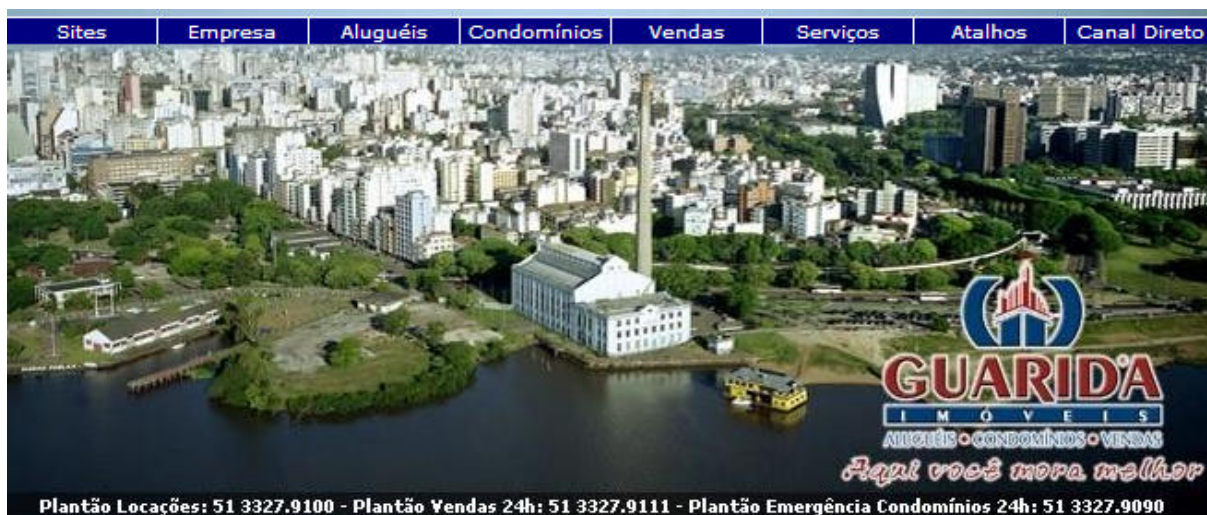 Sites Empresa Aluguéis Condomínios Vendas Serviços Atalhos Canal Direto
GUARIDA
IMÓVEIS
ALUGUÉIS • CONDOMÍNIOS • VENDAS
Aqui você mora melhor
Plantão Locações: 51 3327.9100 - Plantão Vendas 24h: 51 3327.9111 - Plantão Emergência Condomínios 24h: 51 3327.9090